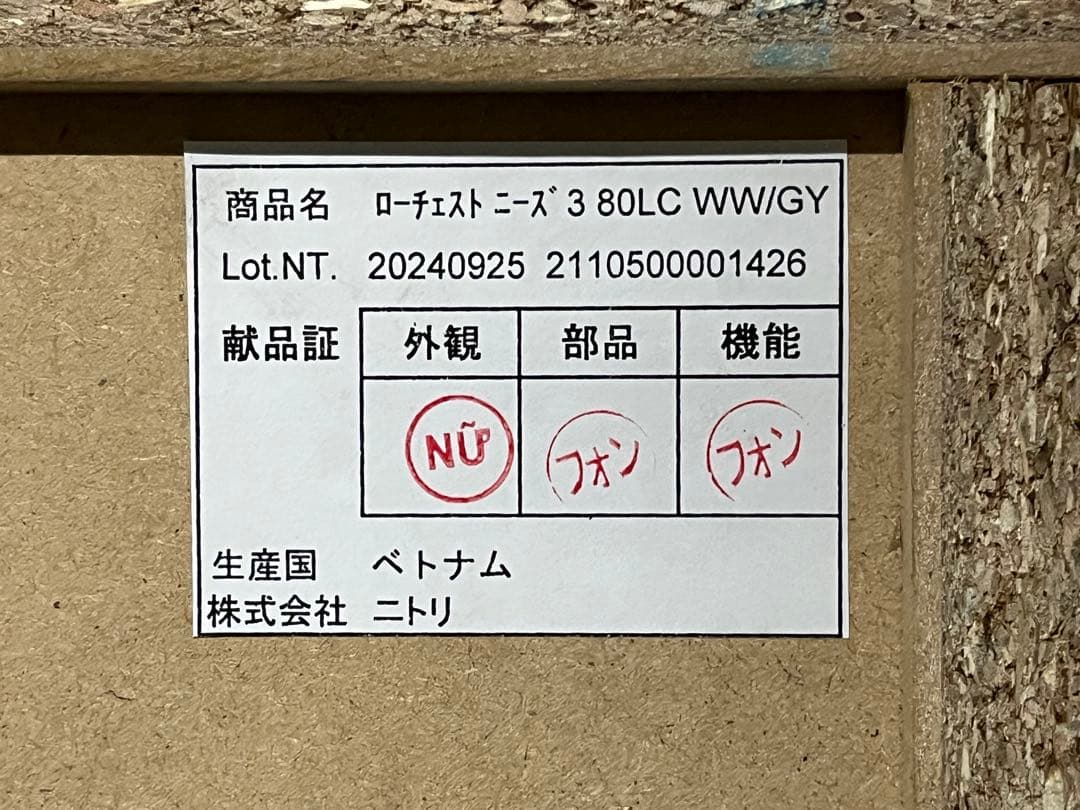 商品名 ﾛｰﾁｪｽﾄ ﾆｰｽﾞ 3 80LC WW/GY
Lot.NT. 20240925 2110500001426
献品証 外観 部品 機能
NỮ フォン フォン
生産国 ベトナム
株式会社 ニトリ